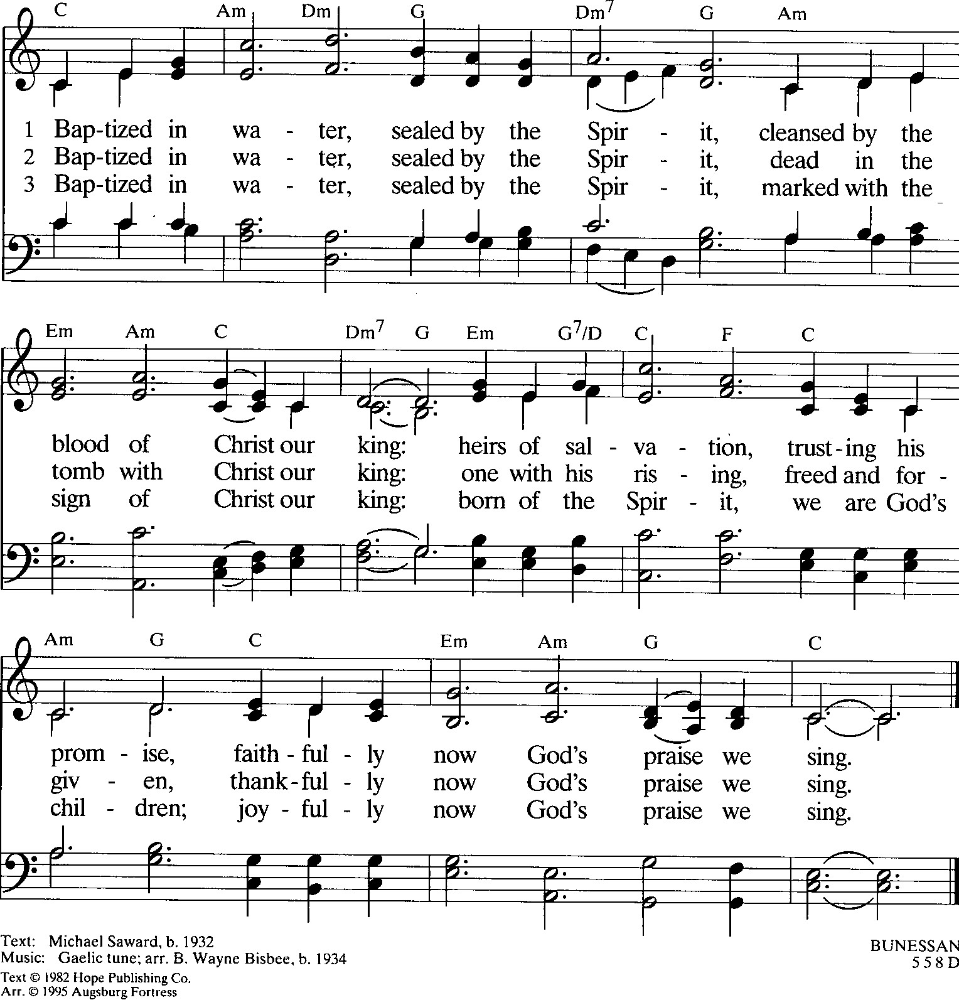 C Am Dm G Dm7 G Am
1 Bap-tized in wa - ter, sealed by the Spir - it, cleansed by the
2 Bap-tized in wa - ter, sealed by the Spir - it, dead in the
3 Bap-tized in wa - ter, sealed by the Spir - it, marked with the
Em Am C Dm7 G Em G7/D C F C
blood of Christ our king: heirs of sal - va - tion, trust-ing his
tomb with Christ our king: one with his ris - ing, freed and for -
sign of Christ our king: born of the Spir - it, we are God's
Am G C Em Am G C
prom - ise, faith - ful - ly now God's praise we sing.
giv - en, thank-ful - ly now God's praise we sing.
chil - dren; joy - ful - ly now God's praise we sing.
Text: Michael Saward, b. 1932
Music: Gaelic tune; arr. B. Wayne Bisbee, b. 1934
Text © 1982 Hope Publishing Co.
Arr. © 1995 Augsburg Fortress
BUNESSAN
5 5 8 D